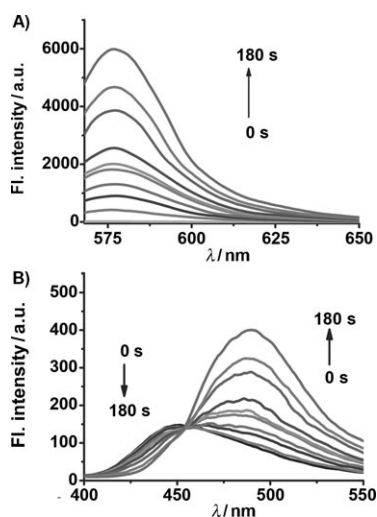 A)
6000
4000
2000
0
Fl. intensity / a.u.
180 s
0 s
575 600 625 650
λ / nm
B)
500
400
300
200
100
0
Fl. intensity / a.u.
0 s
180 s
180 s
0 s
400 450 500 550
λ / nm